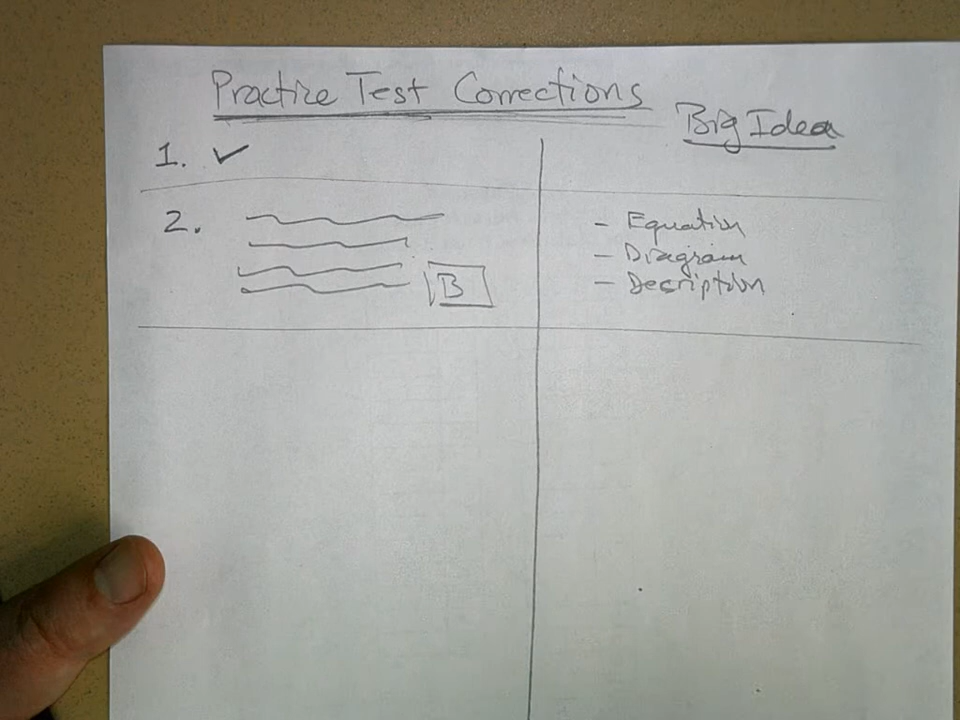 Practice Test Corrections
Big Idea
1. ✓
2.
B
- Equation
- Diagram
- Description